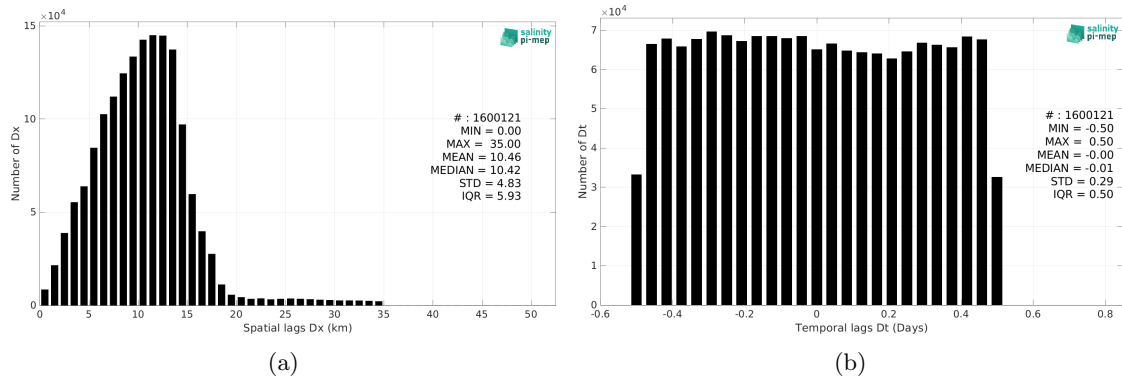 ×10⁴
15
10
5
0
Number of Dx
salinity
pi-mep
# : 1600121
MIN = 0.00
MAX = 35.00
MEAN = 10.46
MEDIAN = 10.42
STD = 4.83
IQR = 5.93
0 5 10 15 20 25 30 35 40 45 50
Spatial lags Dx (km)
(a)
×10⁴
7
6
5
4
3
2
1
0
Number of Dt
salinity
pi-mep
# : 1600121
MIN = -0.50
MAX = 0.50
MEAN = -0.00
MEDIAN = -0.01
STD = 0.29
IQR = 0.50
-0.6 -0.4 -0.2 0 0.2 0.4 0.6 0.8
Temporal lags Dt (Days)
(b)